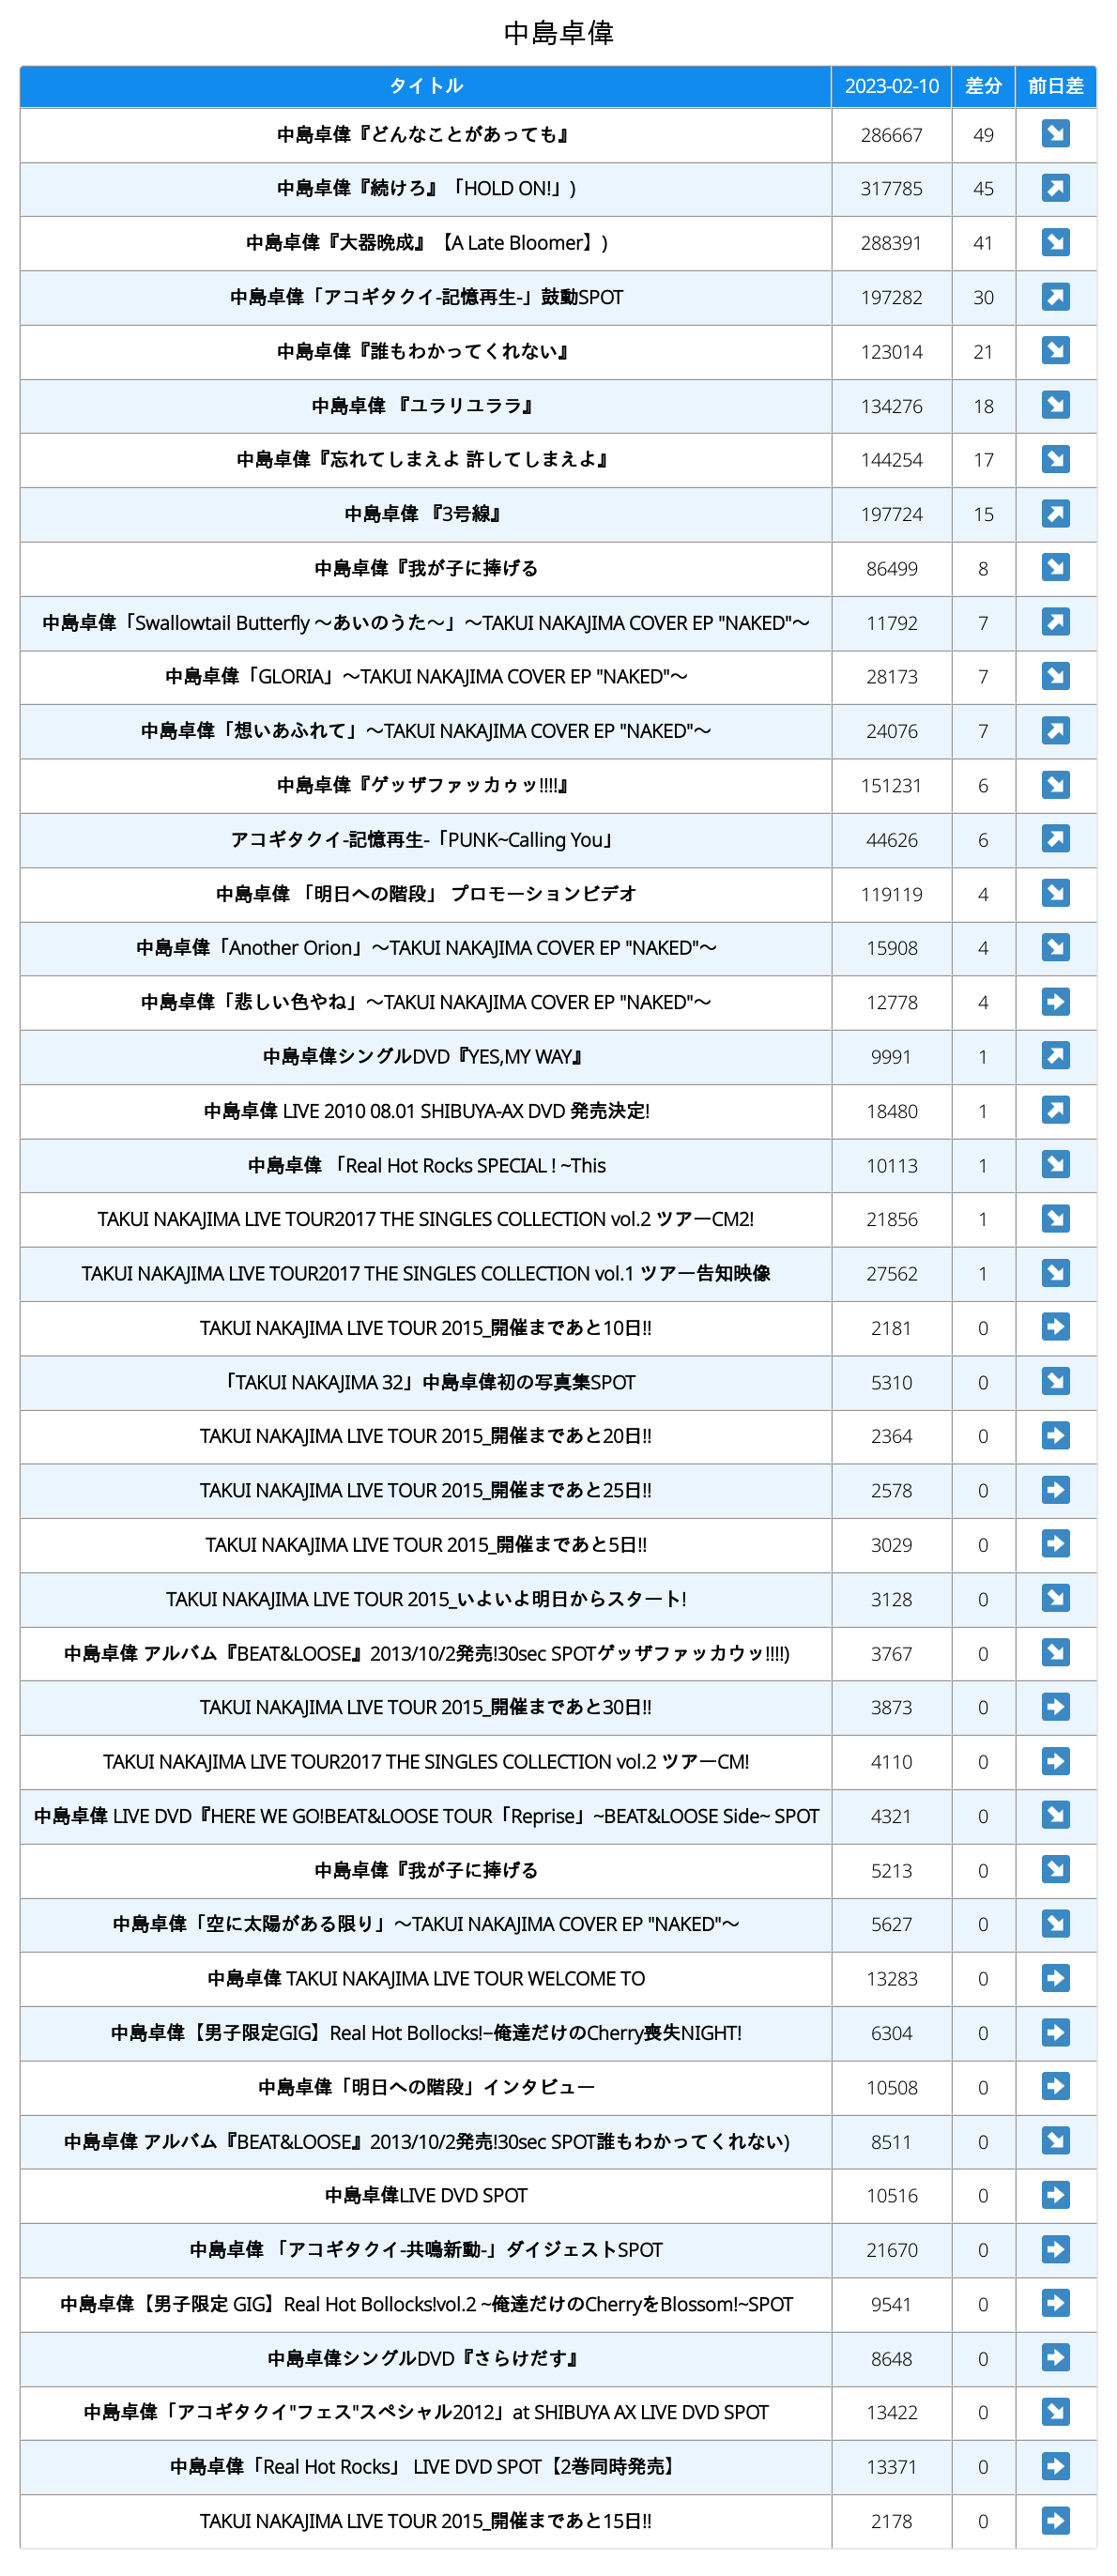 中島卓偉
タイトル 2023-02-10 差分 前日差
中島卓偉『どんなことがあっても』 286667 49 ↘
中島卓偉『続けろ』「HOLD ON!」) 317785 45 ↗
中島卓偉『大器晩成』【A Late Bloomer】) 288391 41 ↘
中島卓偉「アコギタクイ-記憶再生-」鼓動SPOT 197282 30 ↗
中島卓偉『誰もわかってくれない』 123014 21 ↘
中島卓偉 『ユラリユララ』 134276 18 ↘
中島卓偉『忘れてしまえよ 許してしまえよ』 144254 17 ↘
中島卓偉 『3号線』 197724 15 ↗
中島卓偉『我が子に捧げる 86499 8 ↘
中島卓偉「Swallowtail Butterfly 〜あいのうた〜」〜TAKUI NAKAJIMA COVER EP "NAKED"〜 11792 7 ↗
中島卓偉「GLORIA」〜TAKUI NAKAJIMA COVER EP "NAKED"〜 28173 7 ↘
中島卓偉「想いあふれて」〜TAKUI NAKAJIMA COVER EP "NAKED"〜 24076 7 ↗
中島卓偉『ゲッザファッカゥッ!!!!』 151231 6 ↘
アコギタクイ-記憶再生-「PUNK~Calling You」 44626 6 ↗
中島卓偉 「明日への階段」 プロモーションビデオ 119119 4 ↘
中島卓偉「Another Orion」〜TAKUI NAKAJIMA COVER EP "NAKED"〜 15908 4 ↘
中島卓偉「悲しい色やね」〜TAKUI NAKAJIMA COVER EP "NAKED"〜 12778 4 ➡
中島卓偉シングルDVD『YES,MY WAY』 9991 1 ↗
中島卓偉 LIVE 2010 08.01 SHIBUYA-AX DVD 発売決定! 18480 1 ↗
中島卓偉 「Real Hot Rocks SPECIAL ! ~This 10113 1 ↘
TAKUI NAKAJIMA LIVE TOUR2017 THE SINGLES COLLECTION vol.2 ツアーCM2! 21856 1 ↘
TAKUI NAKAJIMA LIVE TOUR2017 THE SINGLES COLLECTION vol.1 ツアー告知映像 27562 1 ↘
TAKUI NAKAJIMA LIVE TOUR 2015_開催まであと10日!! 2181 0 ➡
「TAKUI NAKAJIMA 32」中島卓偉初の写真集SPOT 5310 0 ↘
TAKUI NAKAJIMA LIVE TOUR 2015_開催まであと20日!! 2364 0 ➡
TAKUI NAKAJIMA LIVE TOUR 2015_開催まであと25日!! 2578 0 ➡
TAKUI NAKAJIMA LIVE TOUR 2015_開催まであと5日!! 3029 0 ➡
TAKUI NAKAJIMA LIVE TOUR 2015_いよいよ明日からスタート! 3128 0 ↘
中島卓偉 アルバム『BEAT&LOOSE』2013/10/2発売!30sec SPOTゲッザファッカウッ!!!!) 3767 0 ↘
TAKUI NAKAJIMA LIVE TOUR 2015_開催まであと30日!! 3873 0 ➡
TAKUI NAKAJIMA LIVE TOUR2017 THE SINGLES COLLECTION vol.2 ツアーCM! 4110 0 ➡
中島卓偉 LIVE DVD『HERE WE GO!BEAT&LOOSE TOUR「Reprise」~BEAT&LOOSE Side~ SPOT 4321 0 ↘
中島卓偉『我が子に捧げる 5213 0 ↘
中島卓偉「空に太陽がある限り」〜TAKUI NAKAJIMA COVER EP "NAKED"〜 5627 0 ↘
中島卓偉 TAKUI NAKAJIMA LIVE TOUR WELCOME TO 13283 0 ➡
中島卓偉【男子限定GIG】Real Hot Bollocks!−俺達だけのCherry喪失NIGHT! 6304 0 ➡
中島卓偉「明日への階段」インタビュー 10508 0 ➡
中島卓偉 アルバム『BEAT&LOOSE』2013/10/2発売!30sec SPOT誰もわかってくれない) 8511 0 ↘
中島卓偉LIVE DVD SPOT 10516 0 ➡
中島卓偉 「アコギタクイ-共鳴新動-」ダイジェストSPOT 21670 0 ➡
中島卓偉【男子限定 GIG】Real Hot Bollocks!vol.2 ~俺達だけのCherryをBlossom!~SPOT 9541 0 ➡
中島卓偉シングルDVD『さらけだす』 8648 0 ➡
中島卓偉「アコギタクイ"フェス"スペシャル2012」at SHIBUYA AX LIVE DVD SPOT 13422 0 ↘
中島卓偉「Real Hot Rocks」 LIVE DVD SPOT【2巻同時発売】 13371 0 ➡
TAKUI NAKAJIMA LIVE TOUR 2015_開催まであと15日!! 2178 0 ➡